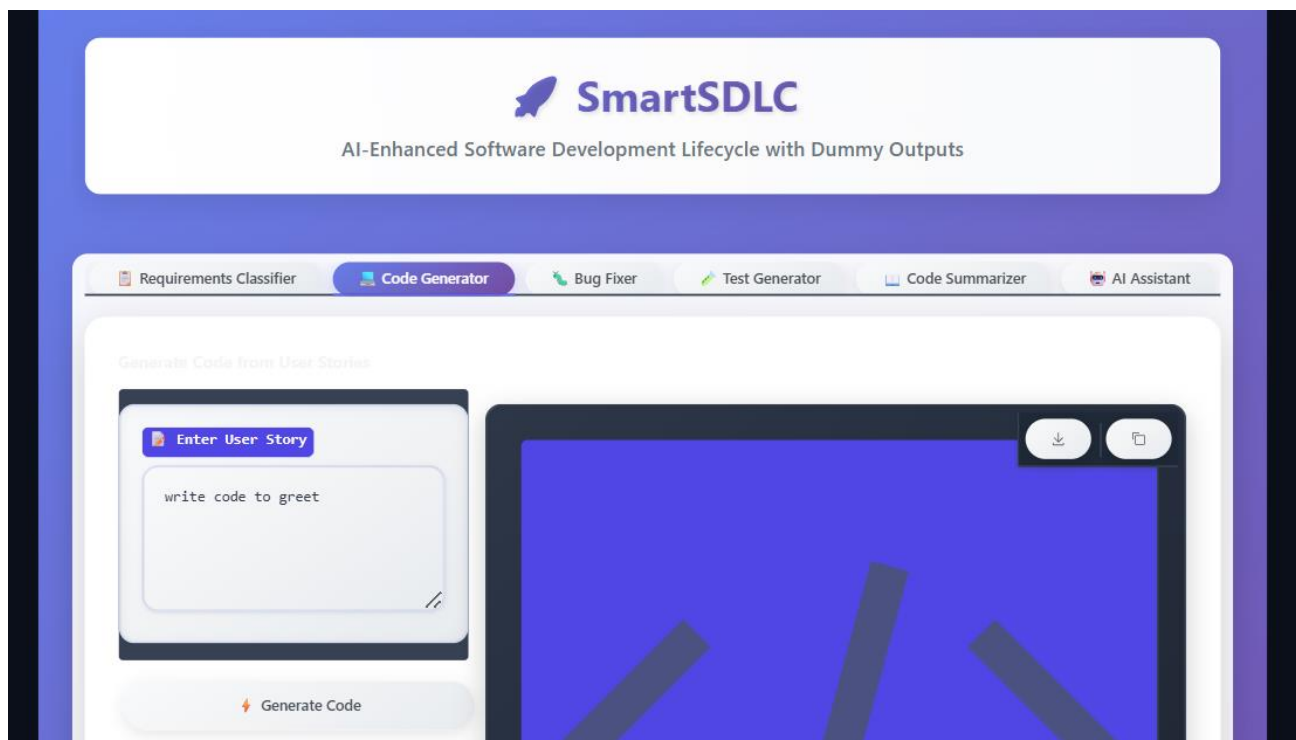 SmartSDLC
AI-Enhanced Software Development Lifecycle with Dummy Outputs
Requirements Classifier
Code Generator
Bug Fixer
Test Generator
Code Summarizer
AI Assistant
Generate Code from User Stories
Enter User Story
write code to greet
Generate Code